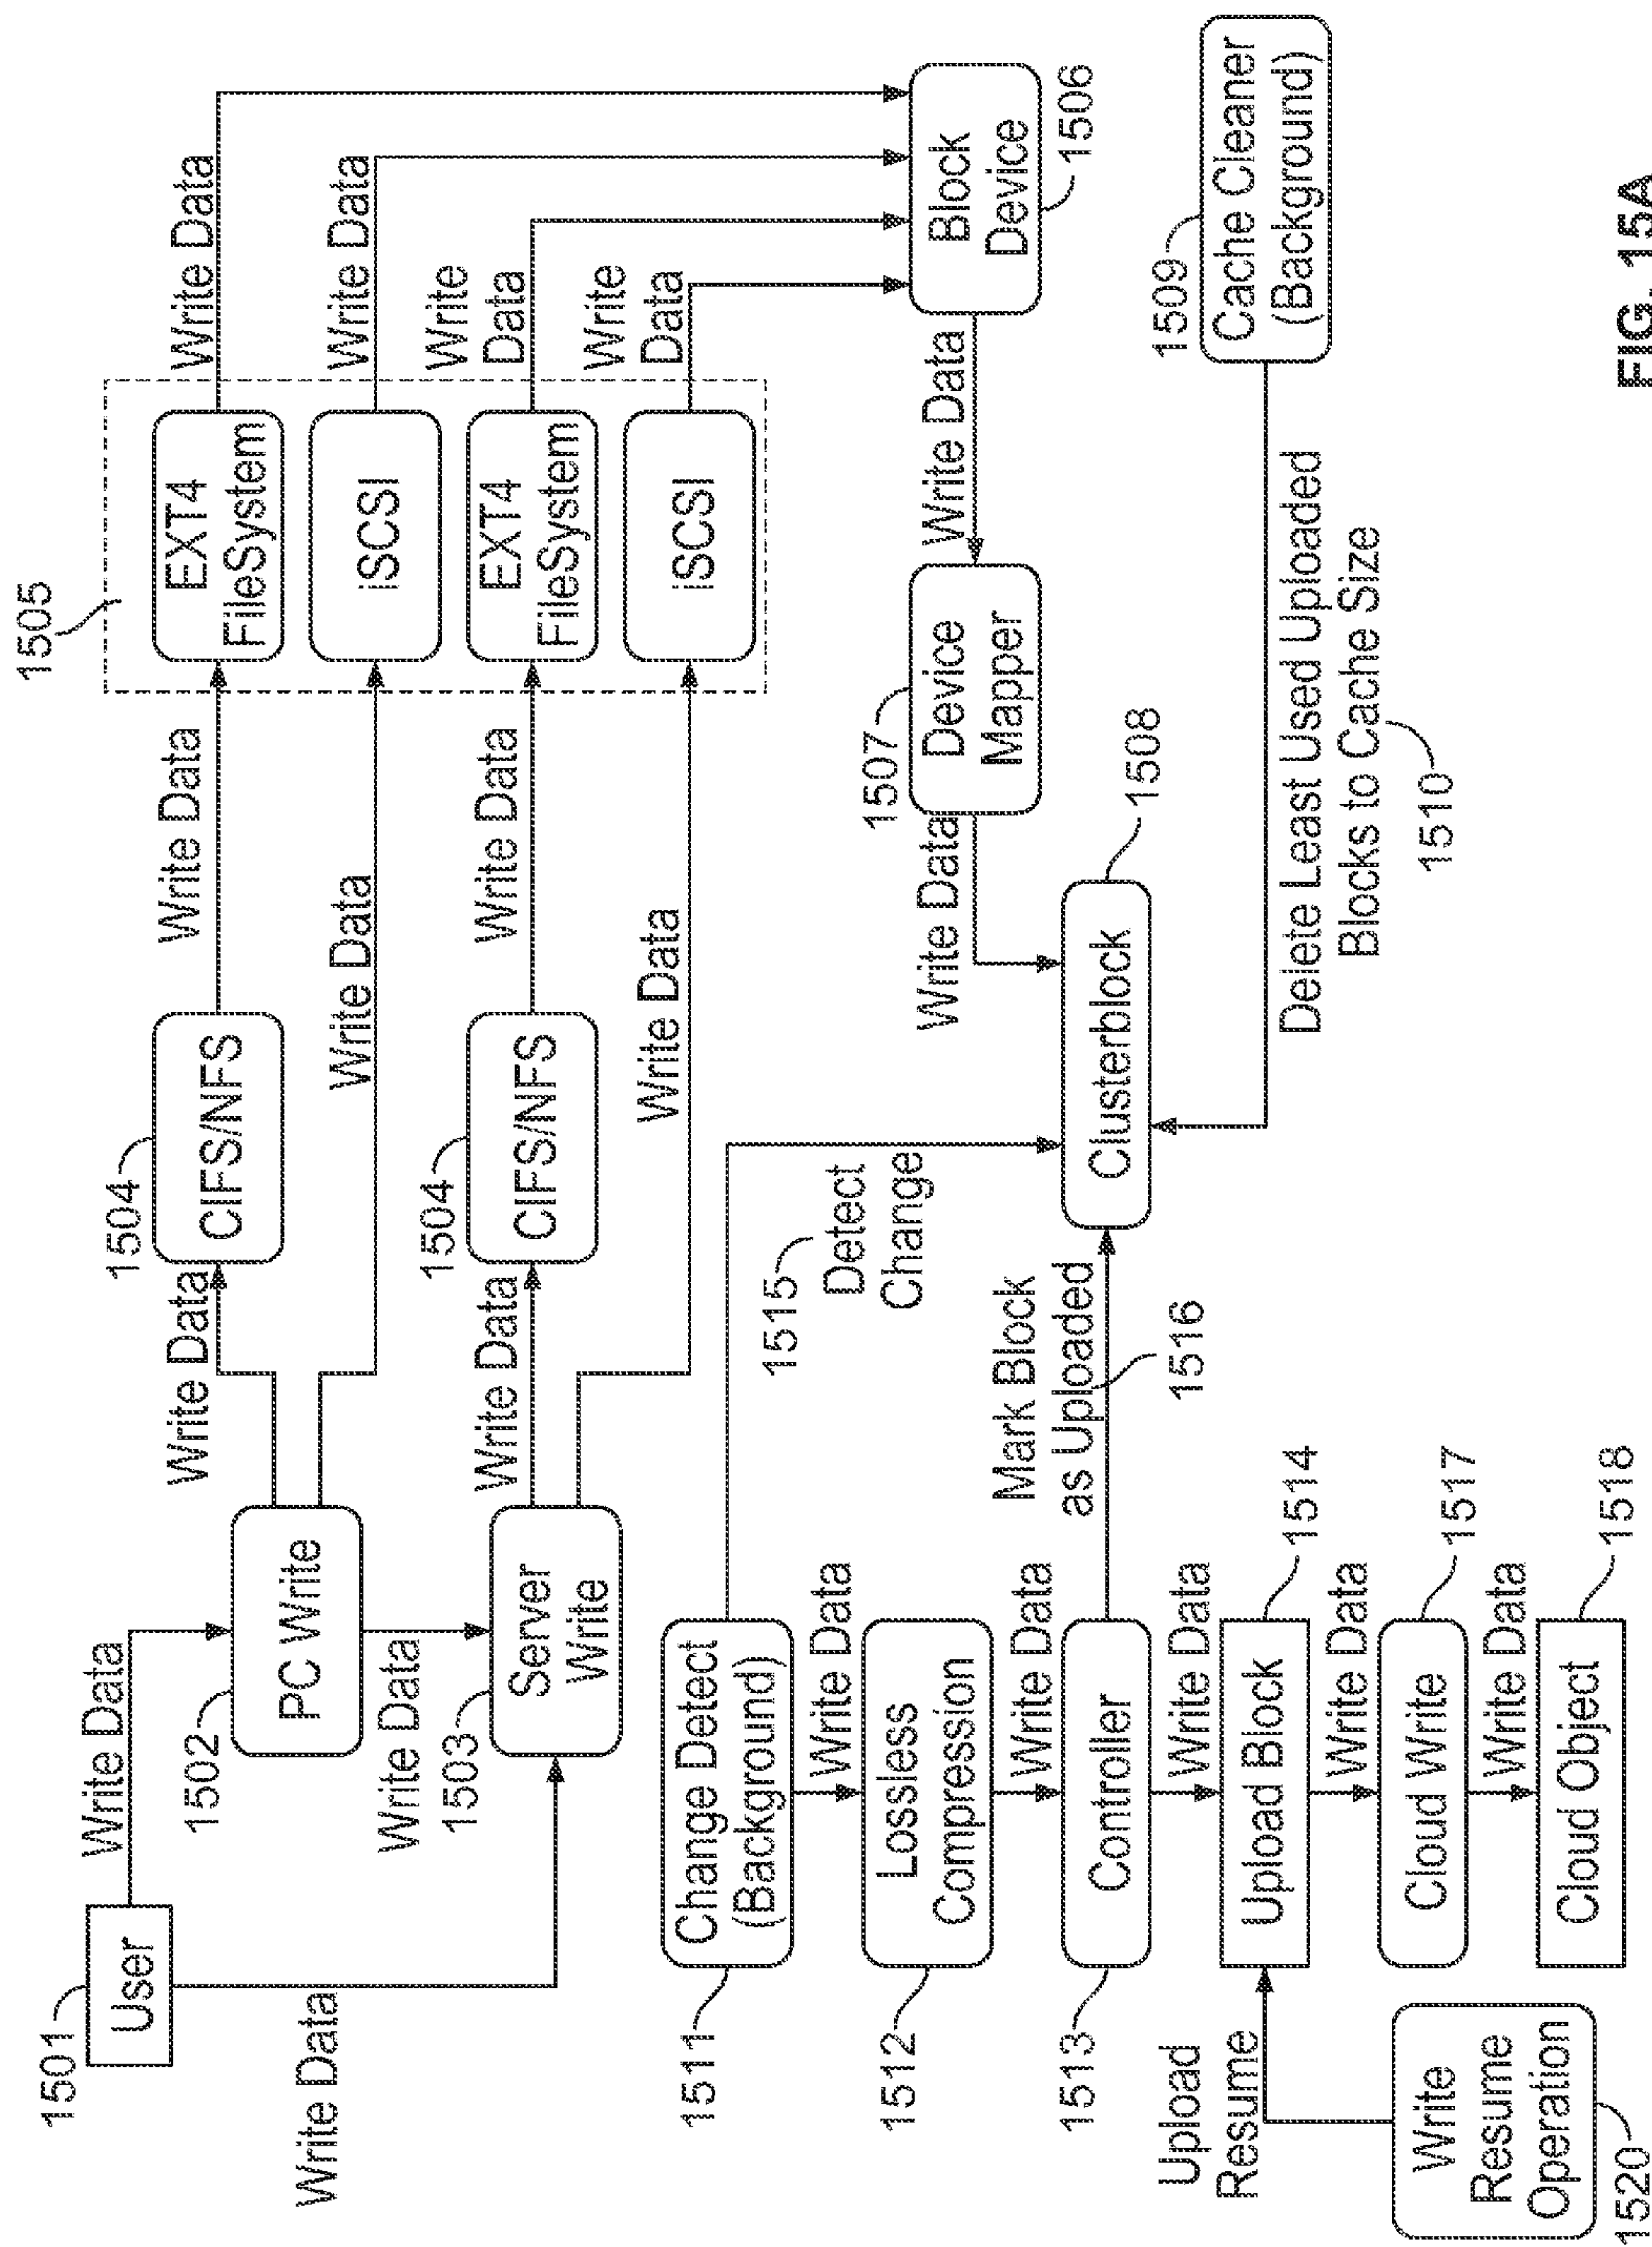 1501
User
Write Data
Write Data
1502
PC Write
Write Data
1503
Server
Write
Write Data
Write Data
Write Data
Write Data
1504
CIFS/NFS
1504
CIFS/NFS
Write Data
Write Data
1505
EXT4
FileSystem
iSCSI
EXT4
FileSystem
iSCSI
Write Data
Write Data
Write
Data
Write
Data
Block
Device
1506
Write Data
1507
Device
Mapper
Write Data
Clusterblock
1508
1509
Cache Cleaner
(Background)
Delete Least Used Uploaded
Blocks to Cache Size
1510
1511
Change Detect
(Background)
1515
Detect
Change
Write Data
1512
Lossless
Compression
Write Data
1513
Controller
Mark Block
as Uploaded
1516
Write Data
Upload Block
1514
Upload
Resume
Write
Resume
Operation
1520
Write Data
Cloud Write
1517
Write Data
Cloud Object
1518
FIG. 15A